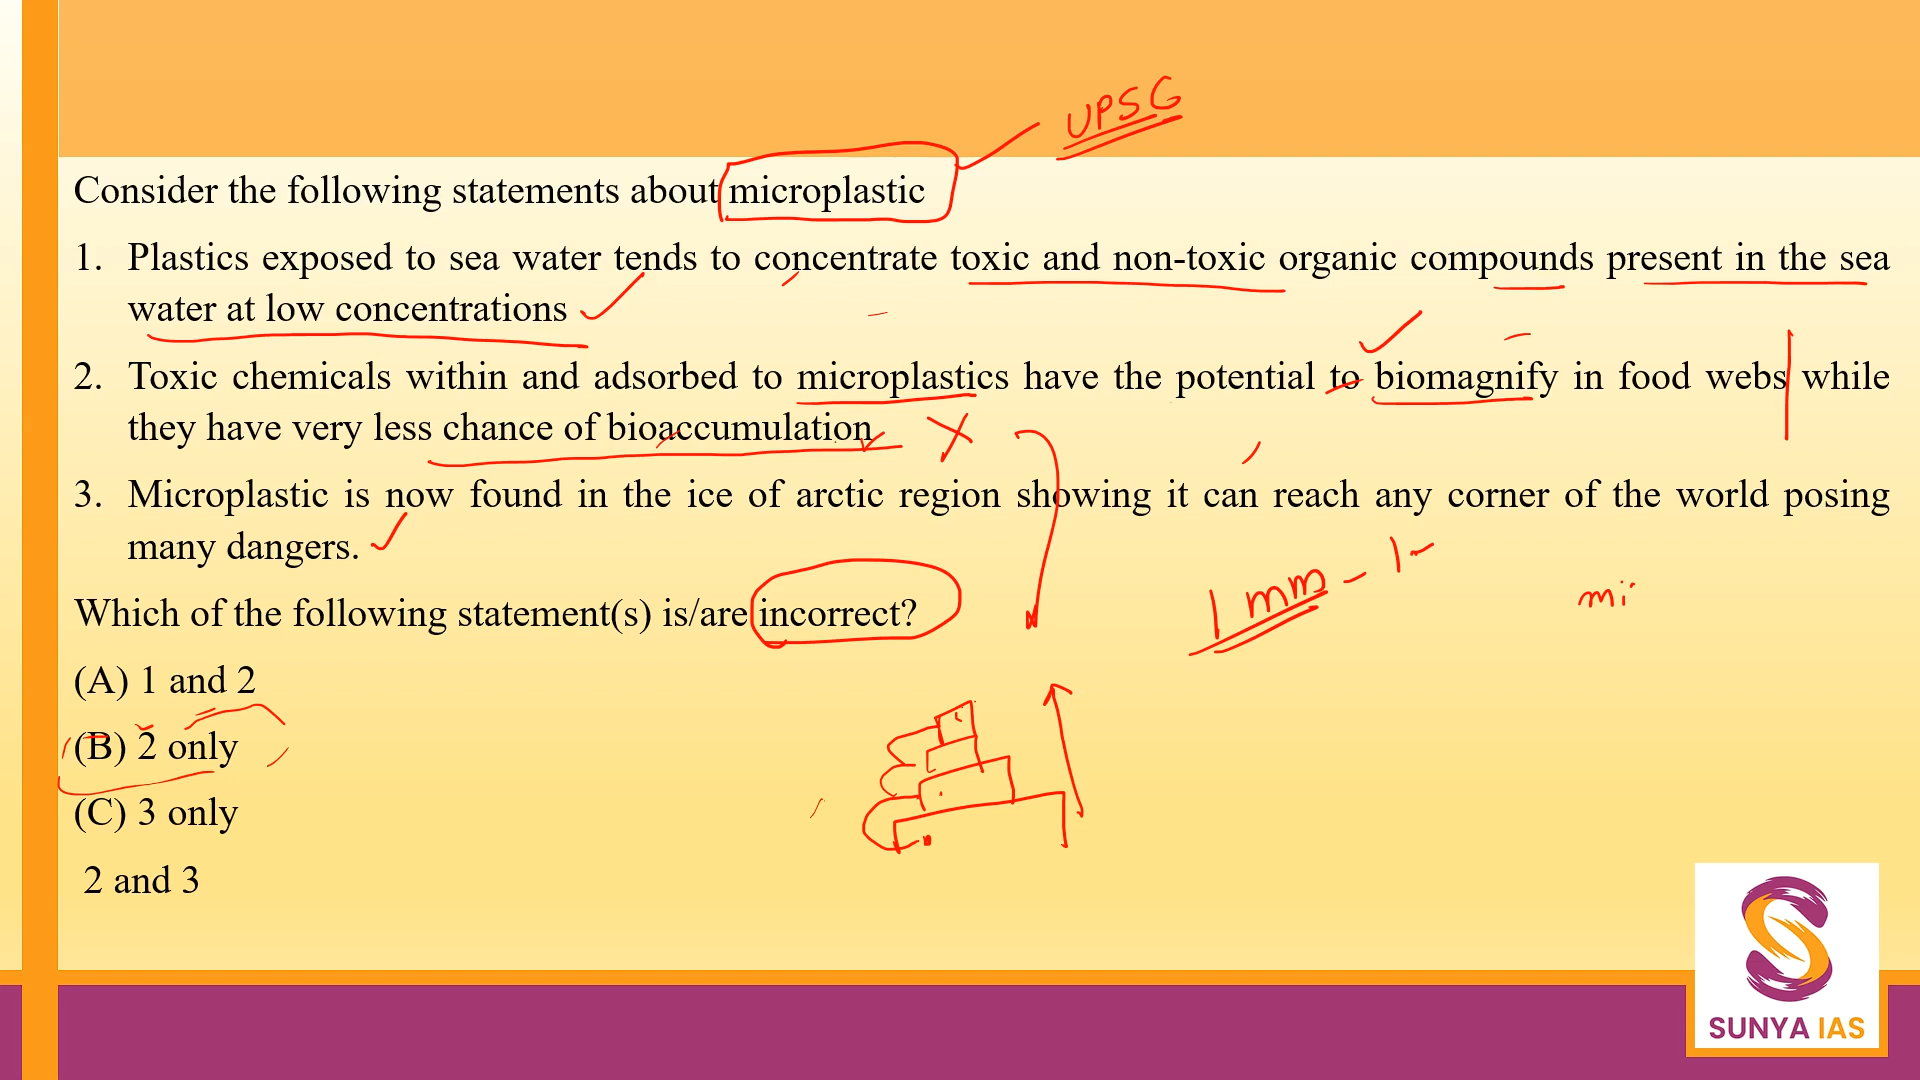 UPSC
Consider the following statements about microplastic
1. Plastics exposed to sea water tends to concentrate toxic and non-toxic organic compounds present in the sea
water at low concentrations
2. Toxic chemicals within and adsorbed to microplastics have the potential to biomagnify in food webs while
they have very less chance of bioaccumulation
3. Microplastic is now found in the ice of arctic region showing it can reach any corner of the world posing
many dangers.
1 mm - 1
mi
Which of the following statement(s) is/are incorrect?
(A) 1 and 2
(B) 2 only
(C) 3 only
2 and 3
SUNYA IAS